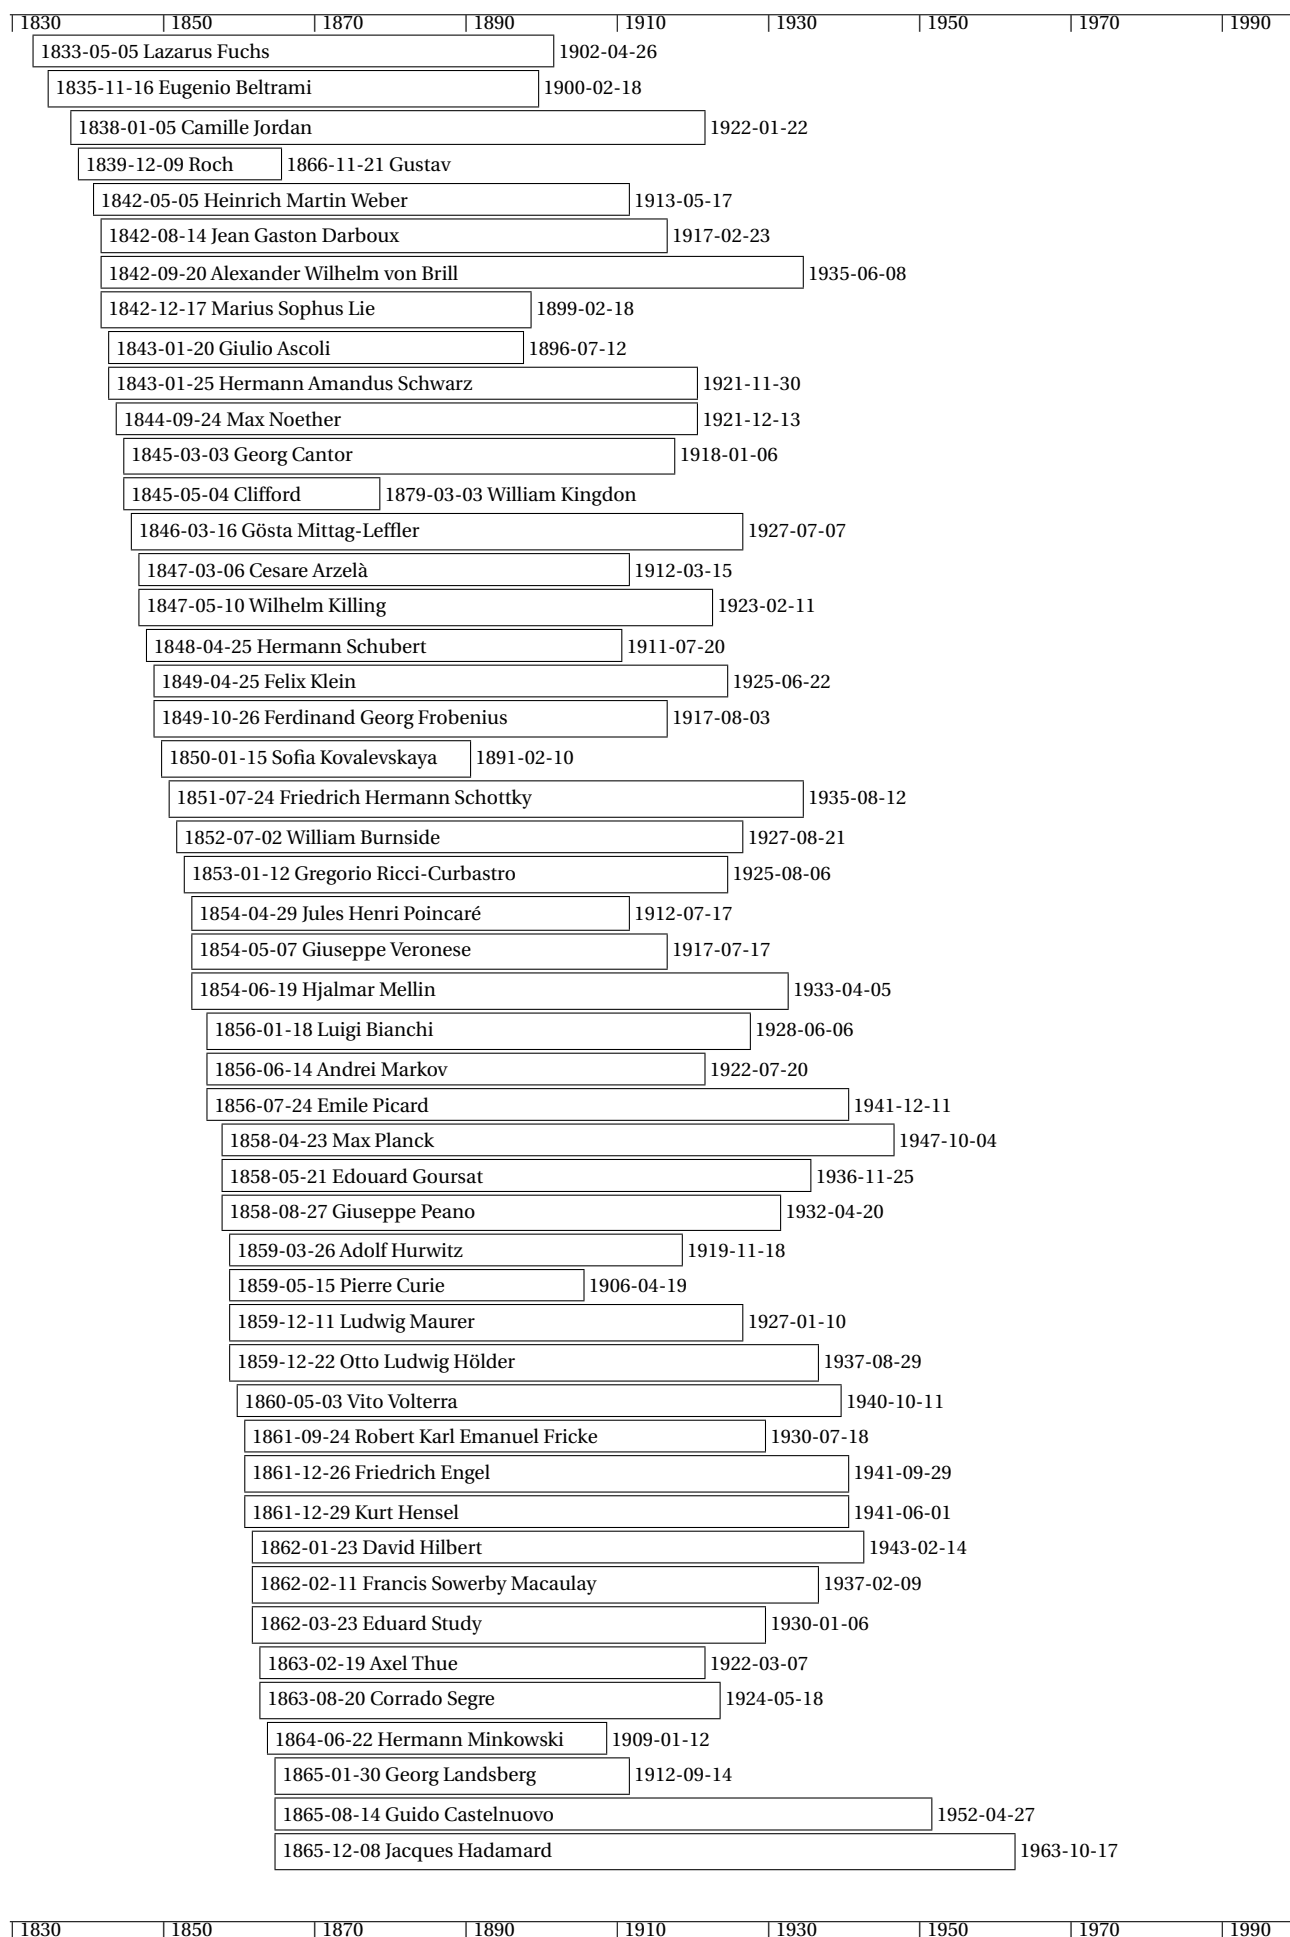 1830 1850 1870 1890 1910 1930 1950 1970 1990
1833-05-05 Lazarus Fuchs 1902-04-26
1835-11-16 Eugenio Beltrami 1900-02-18
1838-01-05 Camille Jordan 1922-01-22
1839-12-09 Roch 1866-11-21 Gustav
1842-05-05 Heinrich Martin Weber 1913-05-17
1842-08-14 Jean Gaston Darboux 1917-02-23
1842-09-20 Alexander Wilhelm von Brill 1935-06-08
1842-12-17 Marius Sophus Lie 1899-02-18
1843-01-20 Giulio Ascoli 1896-07-12
1843-01-25 Hermann Amandus Schwarz 1921-11-30
1844-09-24 Max Noether 1921-12-13
1845-03-03 Georg Cantor 1918-01-06
1845-05-04 Clifford 1879-03-03 William Kingdon
1846-03-16 Gösta Mittag-Leffler 1927-07-07
1847-03-06 Cesare Arzelà 1912-03-15
1847-05-10 Wilhelm Killing 1923-02-11
1848-04-25 Hermann Schubert 1911-07-20
1849-04-25 Felix Klein 1925-06-22
1849-10-26 Ferdinand Georg Frobenius 1917-08-03
1850-01-15 Sofia Kovalevskaya 1891-02-10
1851-07-24 Friedrich Hermann Schottky 1935-08-12
1852-07-02 William Burnside 1927-08-21
1853-01-12 Gregorio Ricci-Curbastro 1925-08-06
1854-04-29 Jules Henri Poincaré 1912-07-17
1854-05-07 Giuseppe Veronese 1917-07-17
1854-06-19 Hjalmar Mellin 1933-04-05
1856-01-18 Luigi Bianchi 1928-06-06
1856-06-14 Andrei Markov 1922-07-20
1856-07-24 Emile Picard 1941-12-11
1858-04-23 Max Planck 1947-10-04
1858-05-21 Edouard Goursat 1936-11-25
1858-08-27 Giuseppe Peano 1932-04-20
1859-03-26 Adolf Hurwitz 1919-11-18
1859-05-15 Pierre Curie 1906-04-19
1859-12-11 Ludwig Maurer 1927-01-10
1859-12-22 Otto Ludwig Hölder 1937-08-29
1860-05-03 Vito Volterra 1940-10-11
1861-09-24 Robert Karl Emanuel Fricke 1930-07-18
1861-12-26 Friedrich Engel 1941-09-29
1861-12-29 Kurt Hensel 1941-06-01
1862-01-23 David Hilbert 1943-02-14
1862-02-11 Francis Sowerby Macaulay 1937-02-09
1862-03-23 Eduard Study 1930-01-06
1863-02-19 Axel Thue 1922-03-07
1863-08-20 Corrado Segre 1924-05-18
1864-06-22 Hermann Minkowski 1909-01-12
1865-01-30 Georg Landsberg 1912-09-14
1865-08-14 Guido Castelnuovo 1952-04-27
1865-12-08 Jacques Hadamard 1963-10-17
1830 1850 1870 1890 1910 1930 1950 1970 1990